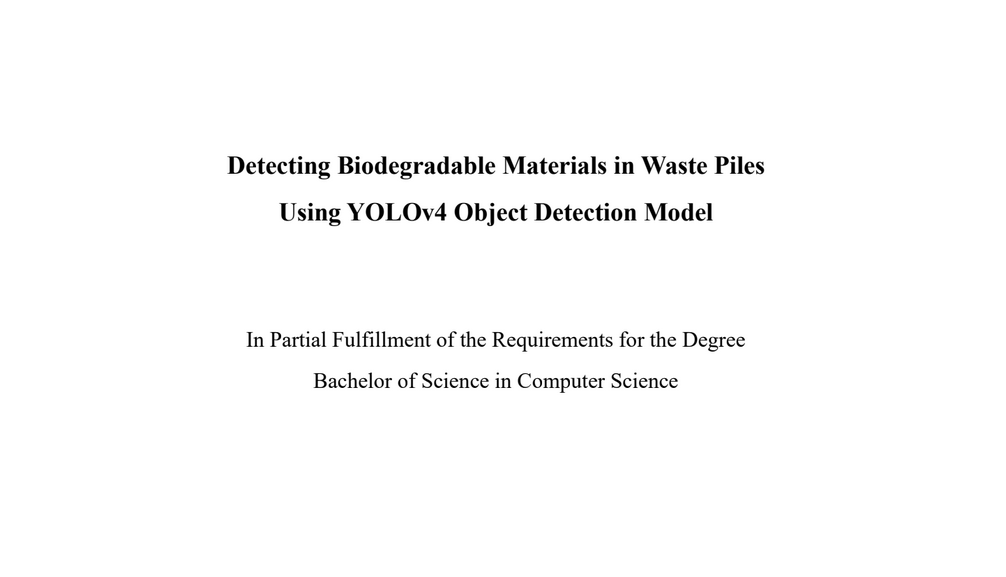 Detecting Biodegradable Materials in Waste Piles
Using YOLOv4 Object Detection Model
In Partial Fulfillment of the Requirements for the Degree
Bachelor of Science in Computer Science